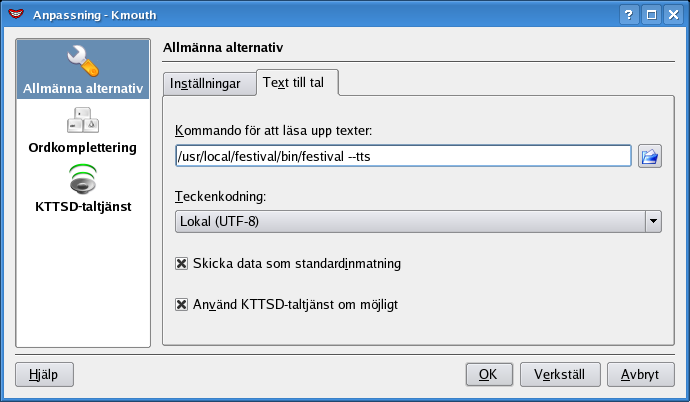 Anpassning - Kmouth
Allmänna alternativ
Ordkomplettering
KTTSD-taltjänst
Allmänna alternativ
Inställningar
Text till tal
Kommando för att läsa upp texter:
/usr/local/festival/bin/festival --tts
Teckenkodning:
Lokal (UTF-8)
Skicka data som standardinmatning
Använd KTTSD-taltjänst om möjligt
Hjälp
OK
Verkställ
Avbryt